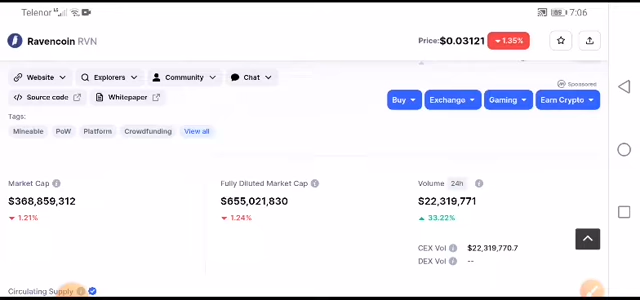 Telenor 7:06
Ravencoin RVN Price:$0.03121 1.35%
Website Explorers Community Chat
Sponsored
Source code Whitepaper Buy Exchange Gaming Earn Crypto
Tags:
Mineable PoW Platform Crowdfunding View all
Market Cap Fully Diluted Market Cap Volume 24h
$368,859,312 $655,021,830 $22,319,771
1.21% 1.24% 33.22%
CEX Vol $22,319,770.7
DEX Vol --
Circulating Supply